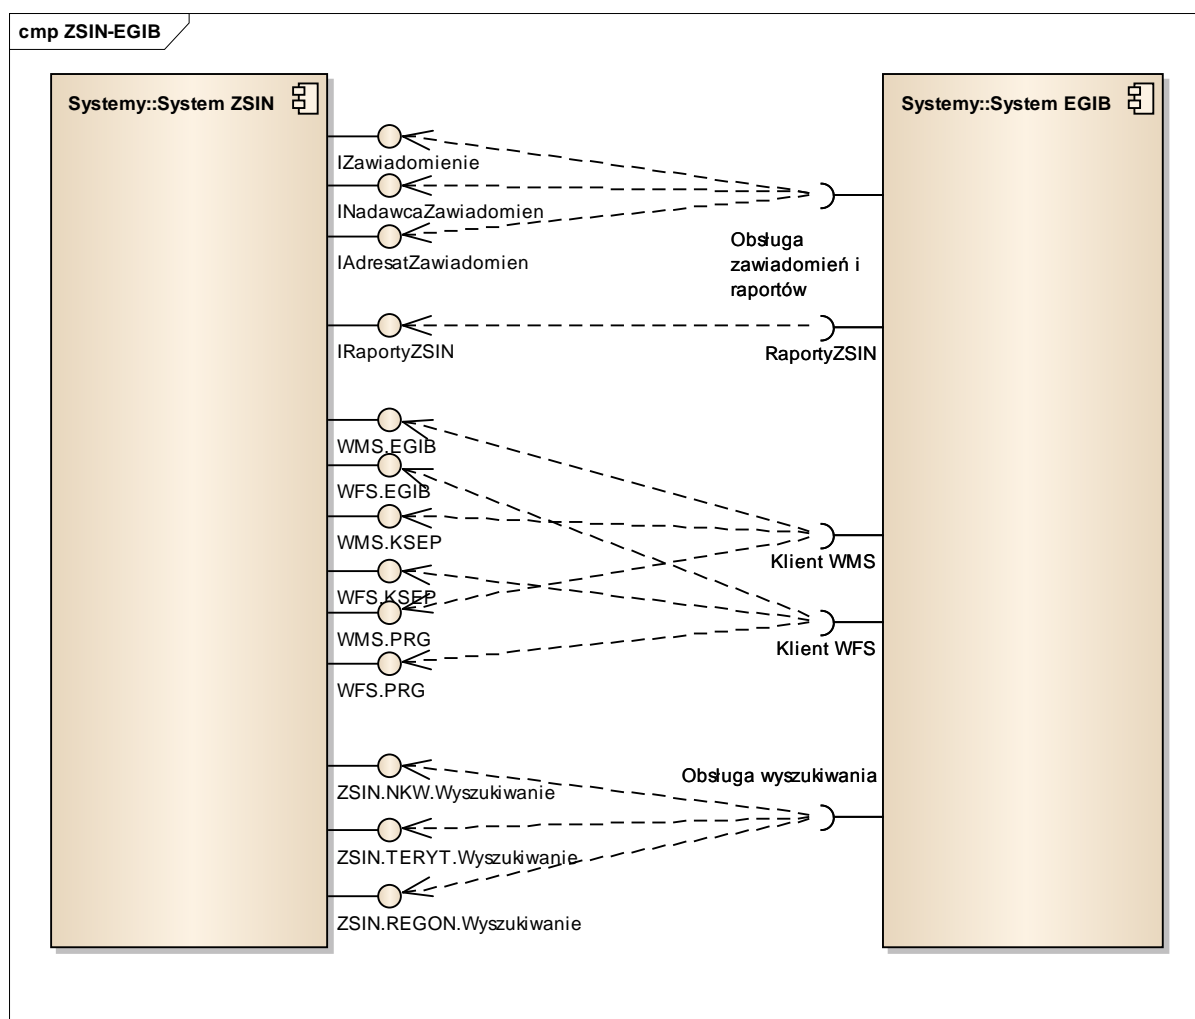 cmp ZSIN-EGIB
Systemy::System ZSIN
Systemy::System EGIB
IZawiadomienie
INadawcaZawiadomien
IAdresatZawiadomien
Obsługa
zawiadomień i
raportów
IRaportyZSIN
RaportyZSIN
WMS.EGIB
WFS.EGIB
WMS.KSEP
Klient WMS
WFS.KSEP
WMS.PRG
Klient WFS
WFS.PRG
Obsługa wyszukiwania
ZSIN.NKW.Wyszukiwanie
ZSIN.TERYT.Wyszukiwanie
ZSIN.REGON.Wyszukiwanie